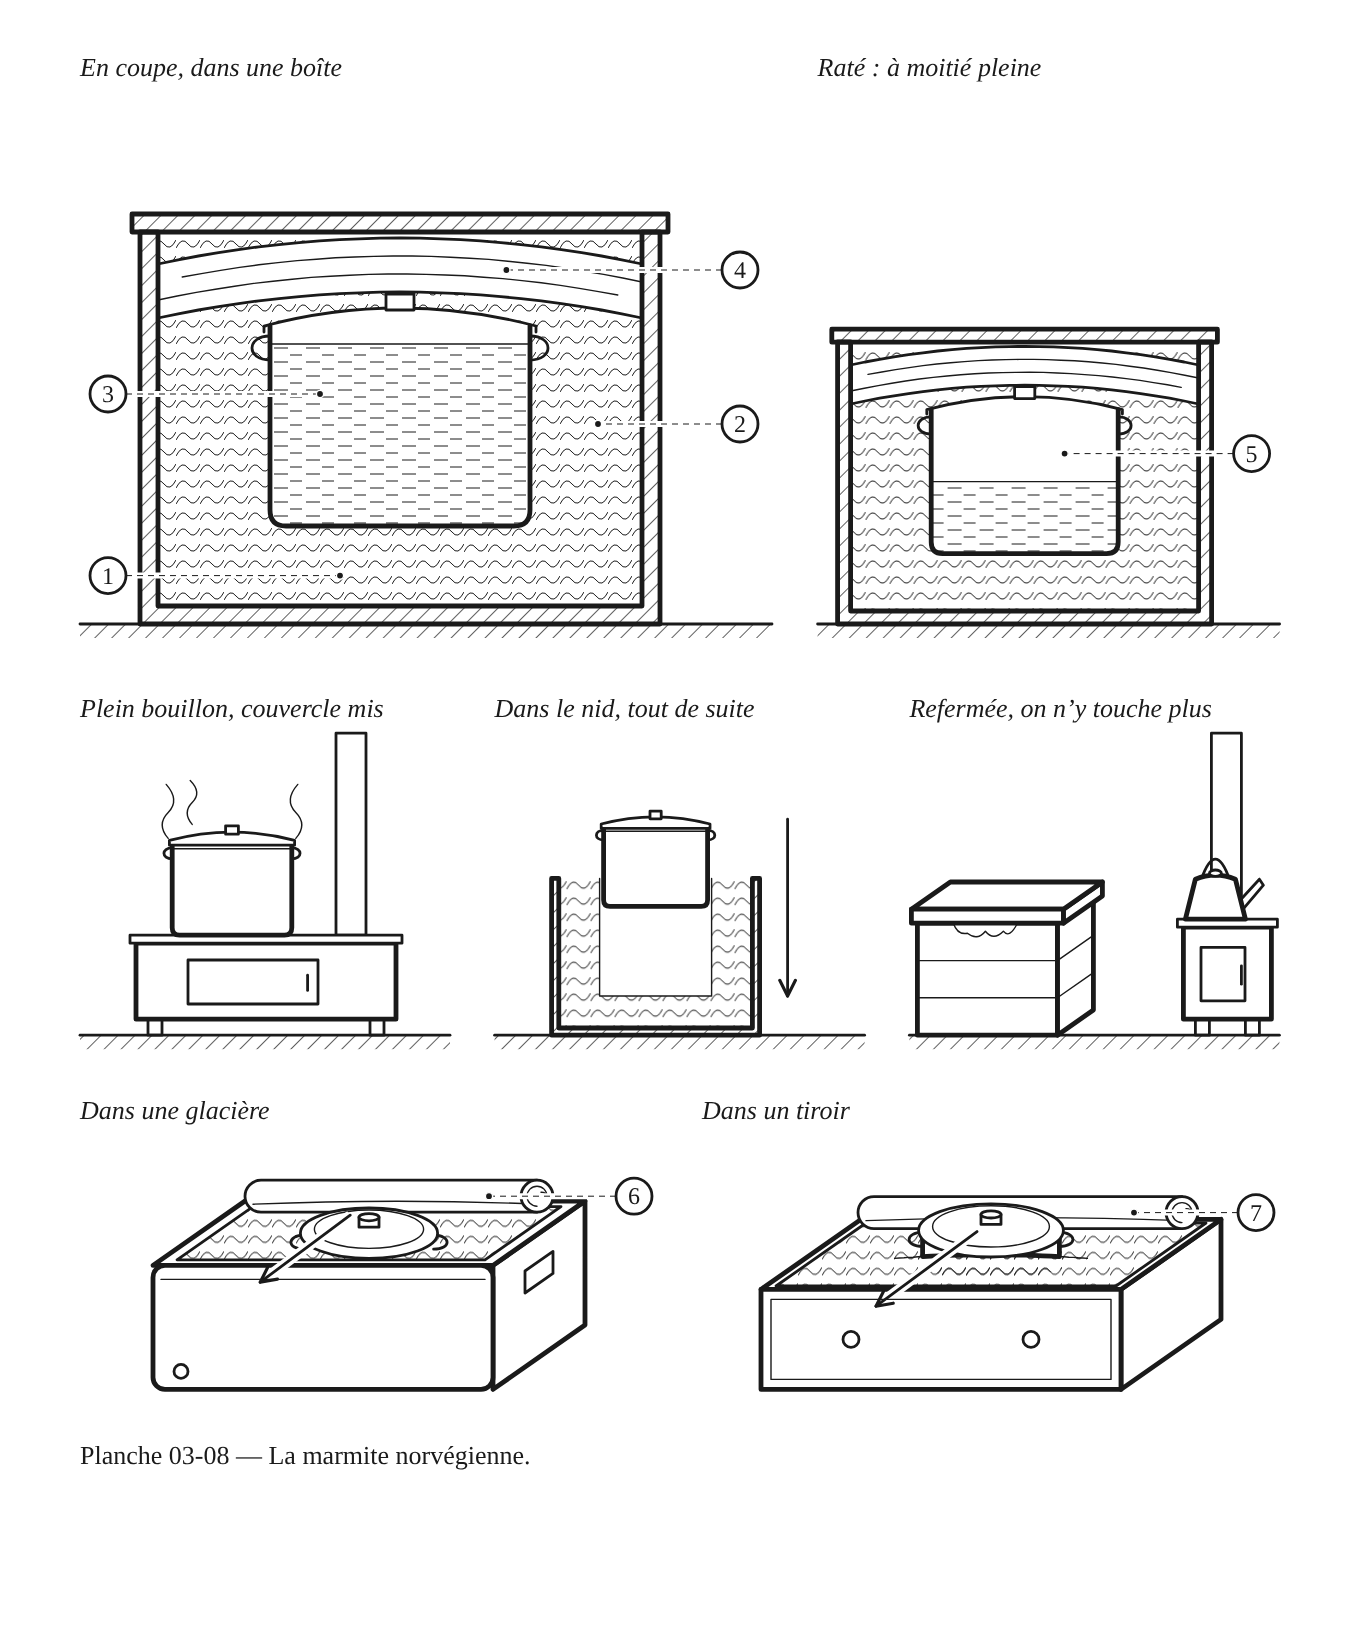 En coupe, dans une boîte
Raté : à moitié pleine
4
3
2
5
1
Plein bouillon, couvercle mis
Dans le nid, tout de suite
Refermée, on n’y touche plus
Dans une glacière
Dans un tiroir
6
7
Planche 03-08 — La marmite norvégienne.